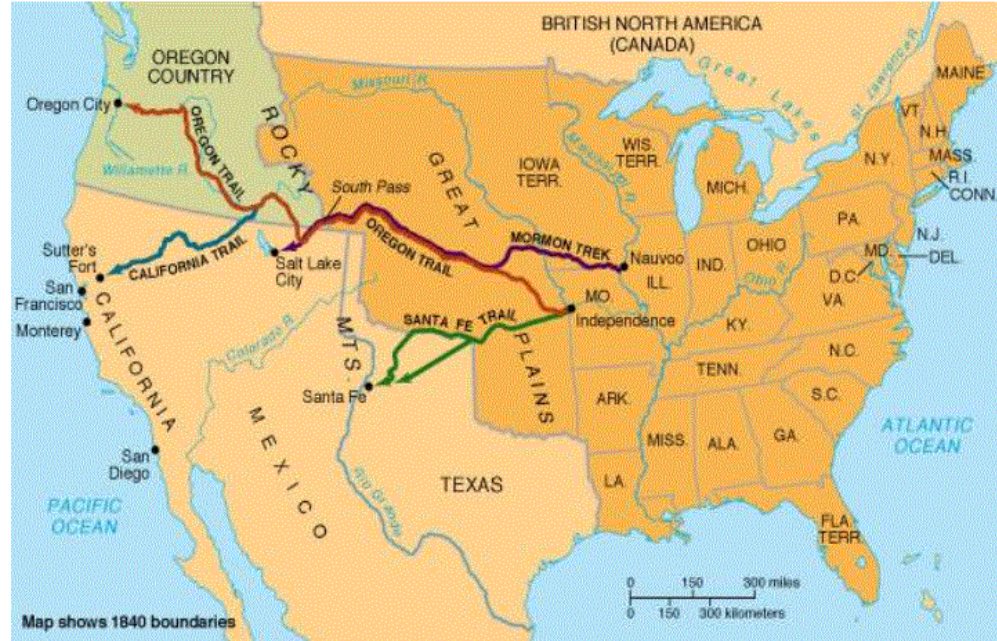 BRITISH NORTH AMERICA
(CANADA)
OREGON
COUNTRY
Missouri R.
Great Lakes
St. Lawrence R.
MAINE
Oregon City
OREGON TRAIL
ROCKY
MTS.
GREAT
PLAINS
IOWA
TERR.
WIS.
TERR.
Mississippi R.
MICH.
VT.
N.H.
N.Y.
MASS.
R.I.
CONN.
Willamette R.
South Pass
OREGON TRAIL
MORMON TREK
Nauvoo
ILL.
IND.
OHIO
Ohio R.
PA.
N.J.
MD.
DEL.
D.C.
VA.
Sutter's
Fort
CALIFORNIA TRAIL
Salt Lake
City
San
Francisco
Monterey
CALIFORNIA
Colorado R.
SANTA FE TRAIL
MO.
Independence
KY.
N.C.
TENN.
S.C.
Santa Fe
ARK.
MISS.
ALA.
GA.
ATLANTIC
OCEAN
San
Diego
MEXICO
Rio Grande
TEXAS
LA.
FLA.
TERR.
PACIFIC
OCEAN
0 150 300 miles
0 150 300 kilometers
Map shows 1840 boundaries